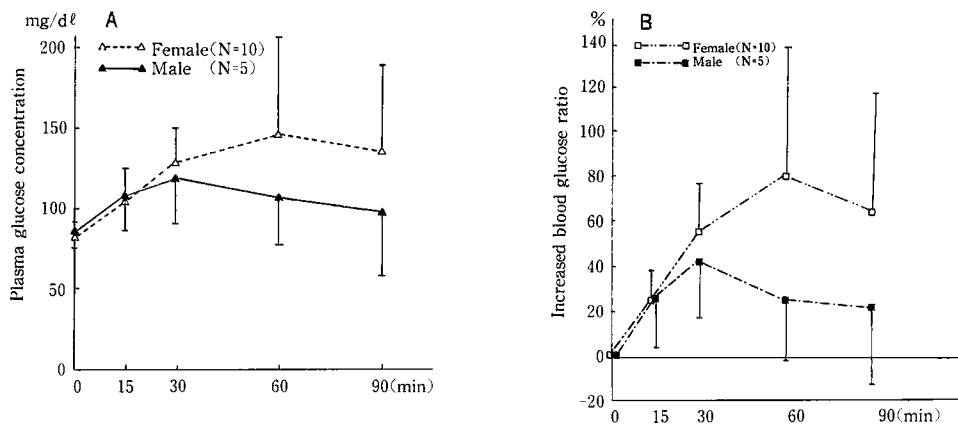 mg/dℓ
A
200
150
100
50
0
Female(N=10)
Male (N=5)
Plasma glucose concentration
0 15 30 60 90(min)
%
B
140
120
100
80
60
40
20
0
-20
Female(N=10)
Male (N=5)
Increased blood glucose ratio
0 15 30 60 90(min)